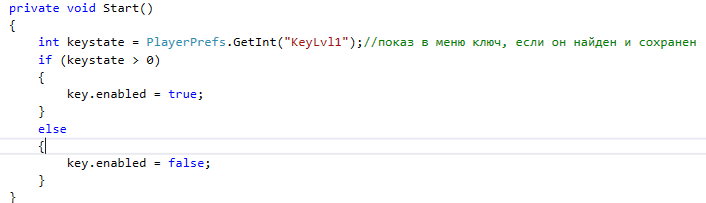 private void Start()
{
int keystate = PlayerPrefs.GetInt("KeyLvl1");//показ в меню ключ, если он найден и сохранен
if (keystate > 0)
{
key.enabled = true;
}
else
{
key.enabled = false;
}
}